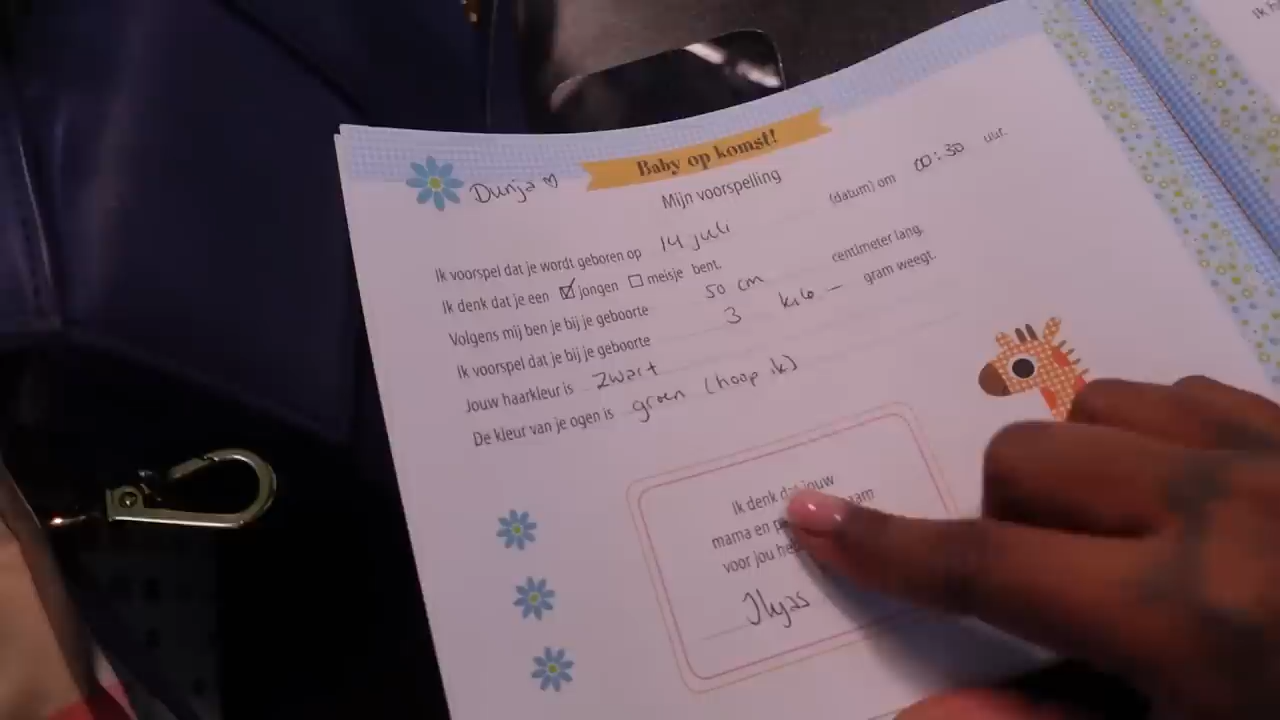 Baby op komst!
Dunja ♡
Mijn voorspelling
Ik voorspel dat je wordt geboren op 14 juli (datum) om 00:30 uur.
Ik denk dat je een ☑ jongen ☐ meisje bent.
Volgens mij ben je bij je geboorte 50 cm centimeter lang.
Ik voorspel dat je bij je geboorte 3 kilo – gram weegt.
Jouw haarkleur is zwart
De kleur van je ogen is groen (hoop ik)
Ik denk dat jouw
mama en
voor jou
Ilyas
Ik